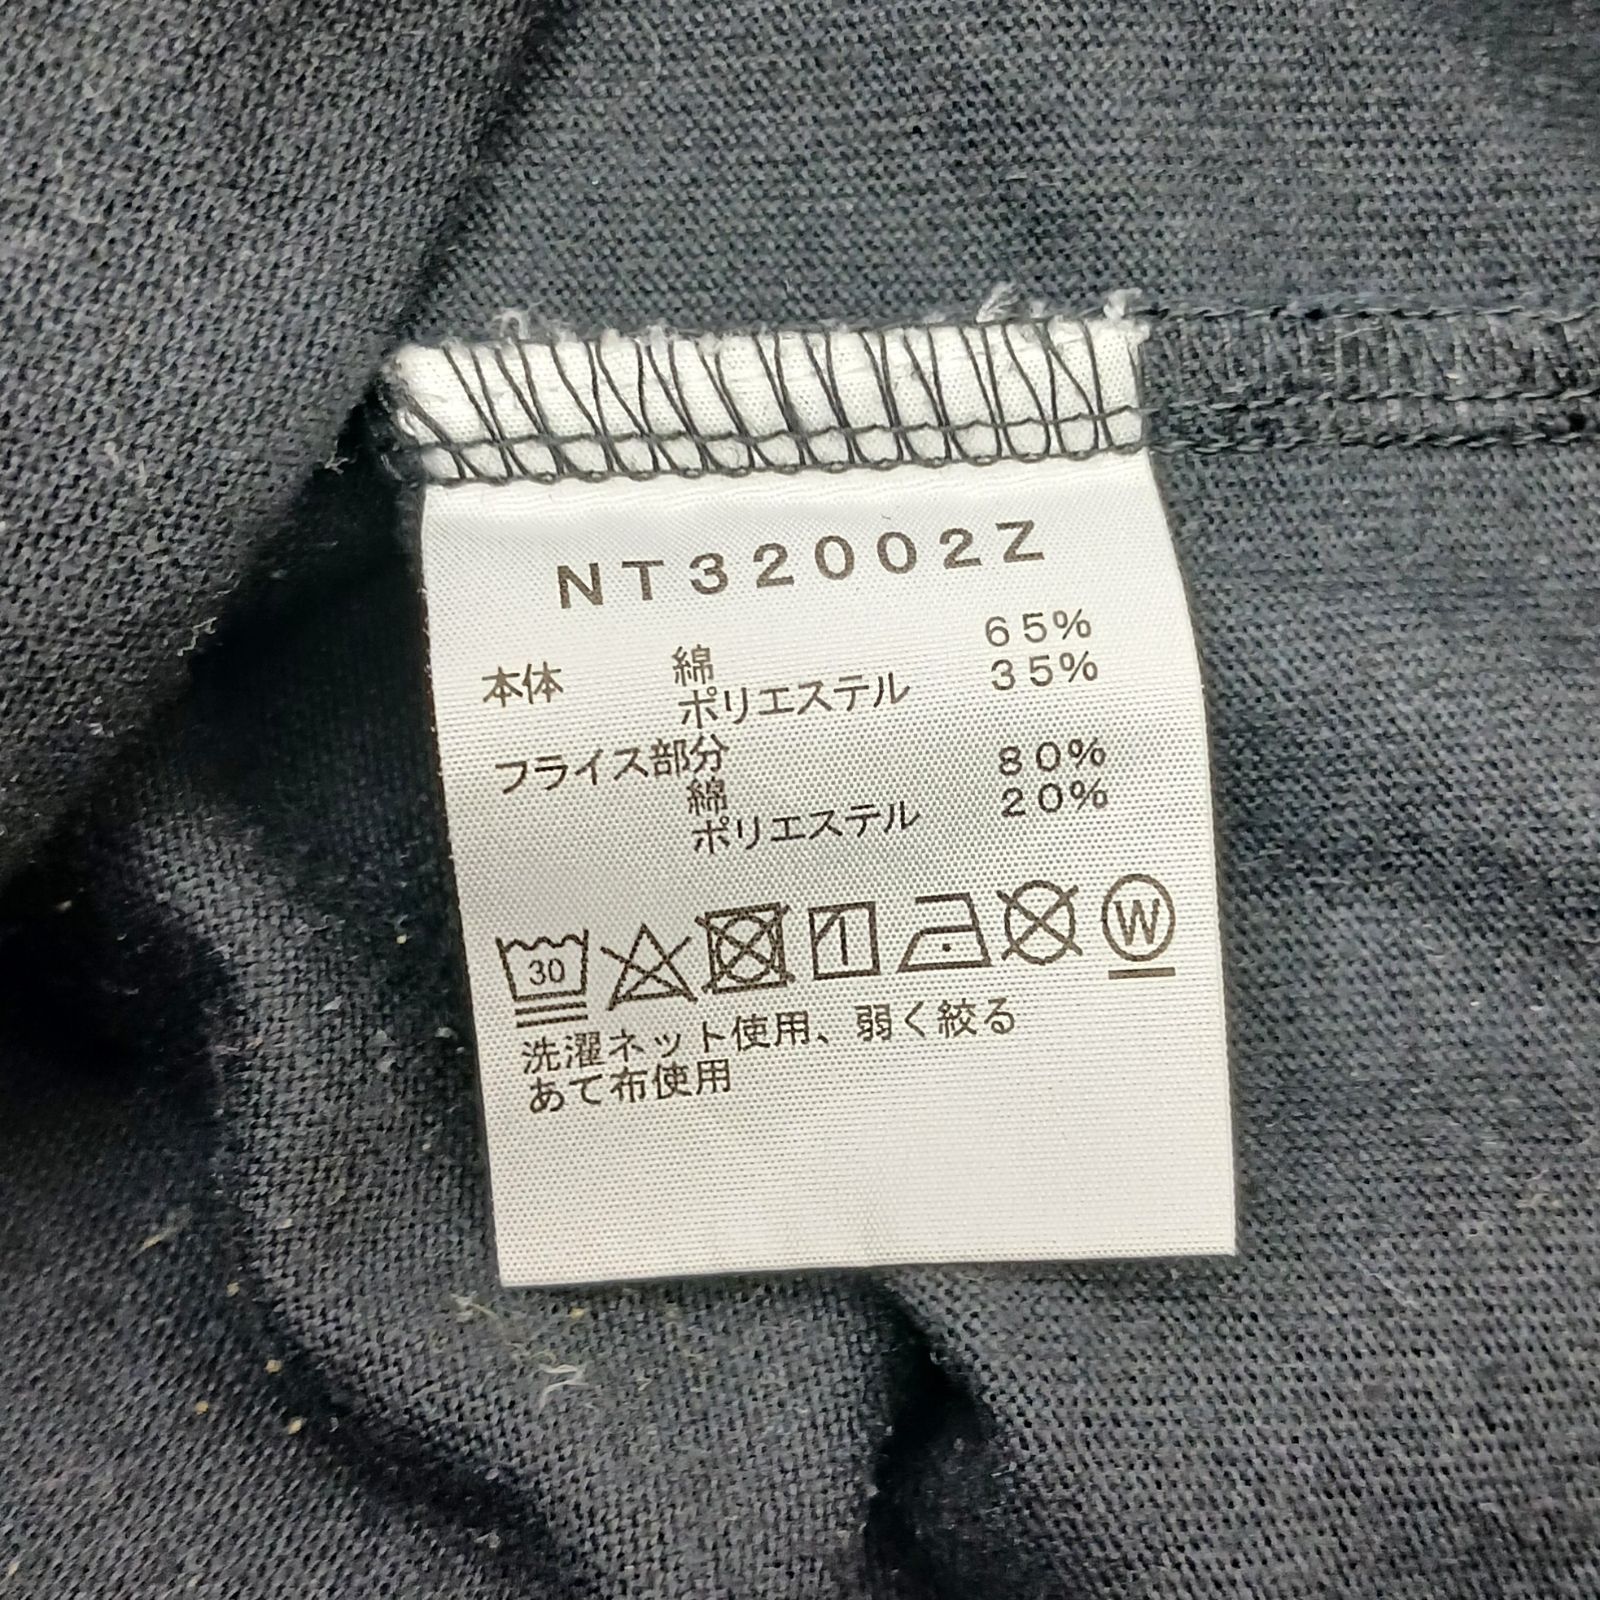 NT32002Z
本体 綿 65%
ポリエステル 35%
フライス部分
綿 80%
ポリエステル 20%
30 W
洗濯ネット使用、弱く絞る
あて布使用